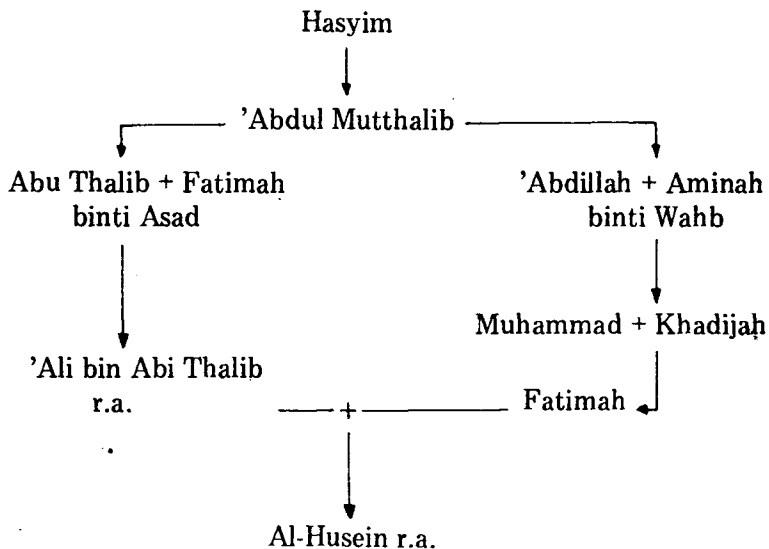 Hasyim
'Abdul Mutthalib
Abu Thalib + Fatimah
binti Asad
'Abdillah + Aminah
binti Wahb
Muhammad + Khadijah
'Ali bin Abi Thalib
r.a.
+
Fatimah
Al-Husein r.a.